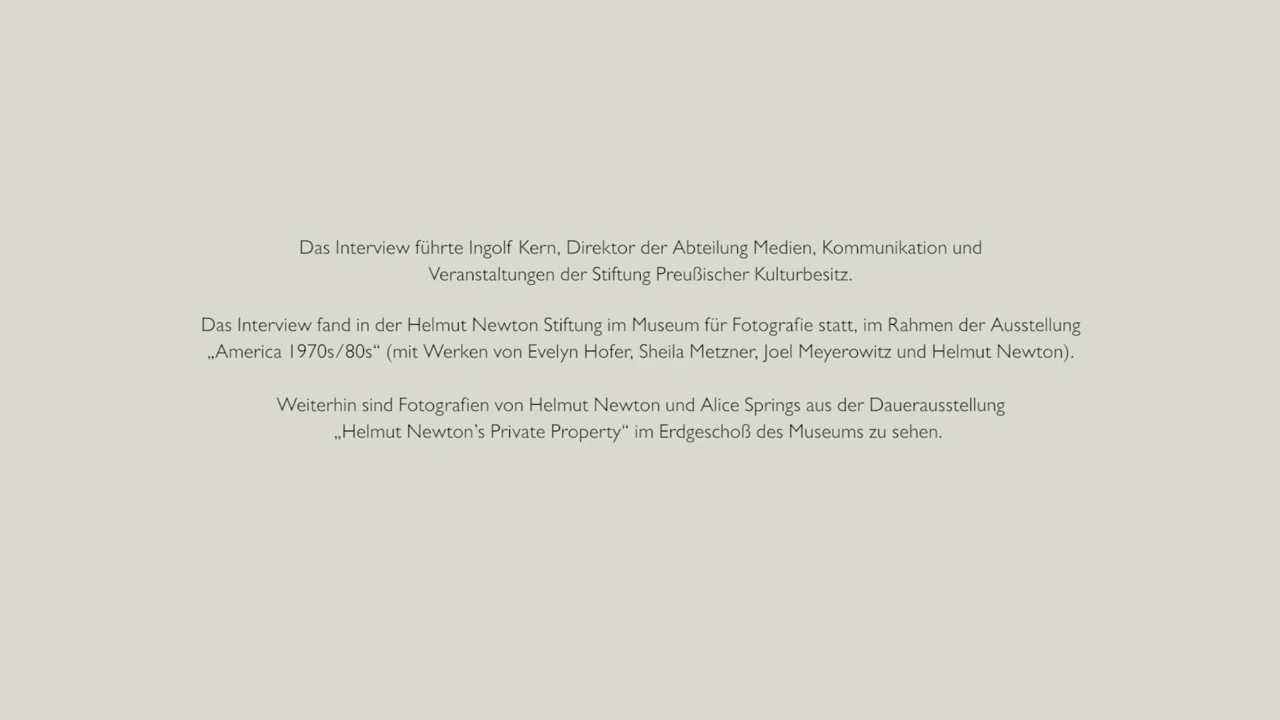 Das Interview führte Ingolf Kern, Direktor der Abteilung Medien, Kommunikation und
Veranstaltungen der Stiftung Preußischer Kulturbesitz.
Das Interview fand in der Helmut Newton Stiftung im Museum für Fotografie statt, im Rahmen der Ausstellung
„America 1970s/80s“ (mit Werken von Evelyn Hofer, Sheila Metzner, Joel Meyerowitz und Helmut Newton).
Weiterhin sind Fotografien von Helmut Newton und Alice Springs aus der Dauerausstellung
„Helmut Newton’s Private Property“ im Erdgeschoß des Museums zu sehen.